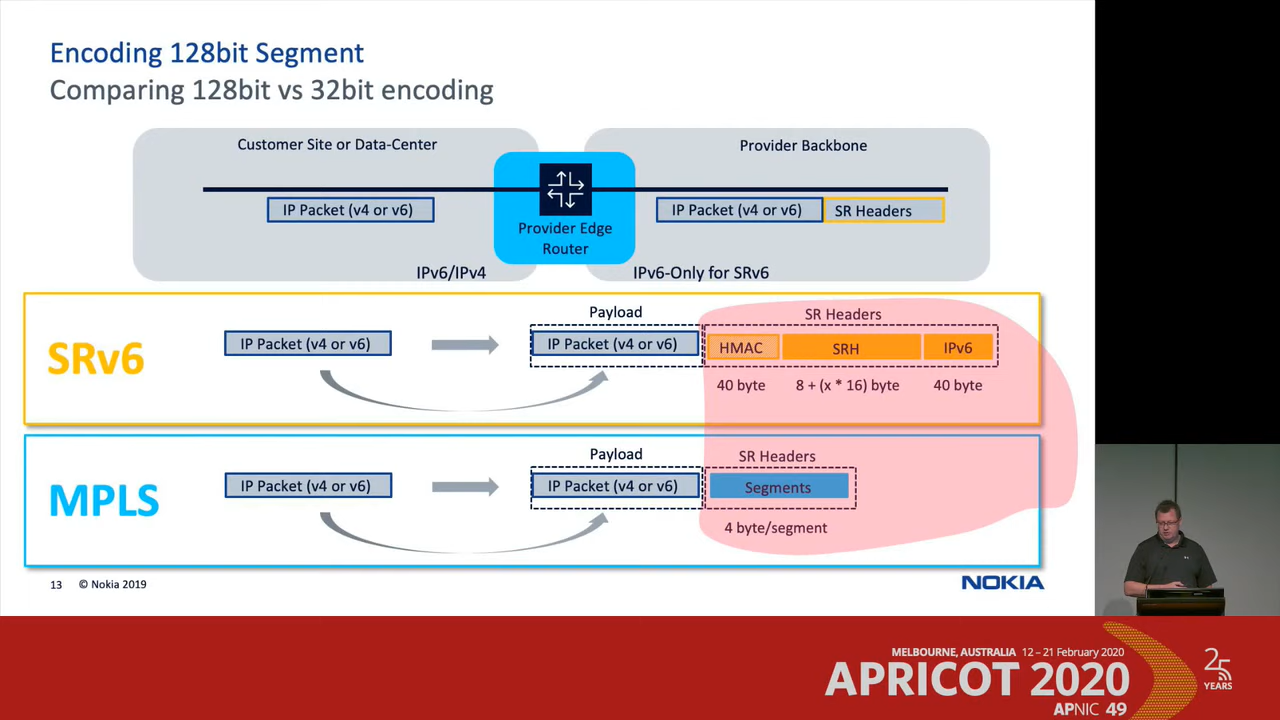 Encoding 128bit Segment
Comparing 128bit vs 32bit encoding
Customer Site or Data-Center
Provider Backbone
IP Packet (v4 or v6)
IP Packet (v4 or v6)
SR Headers
Provider Edge
Router
IPv6/IPv4
IPv6-Only for SRv6
SRv6
IP Packet (v4 or v6)
Payload
IP Packet (v4 or v6)
SR Headers
HMAC
SRH
IPv6
40 byte
8 + (x * 16) byte
40 byte
MPLS
IP Packet (v4 or v6)
Payload
IP Packet (v4 or v6)
SR Headers
Segments
4 byte/segment
13 © Nokia 2019
NOKIA
MELBOURNE, AUSTRALIA 12 – 21 February 2020
APRICOT 2020
APNIC 49
25
YEARS